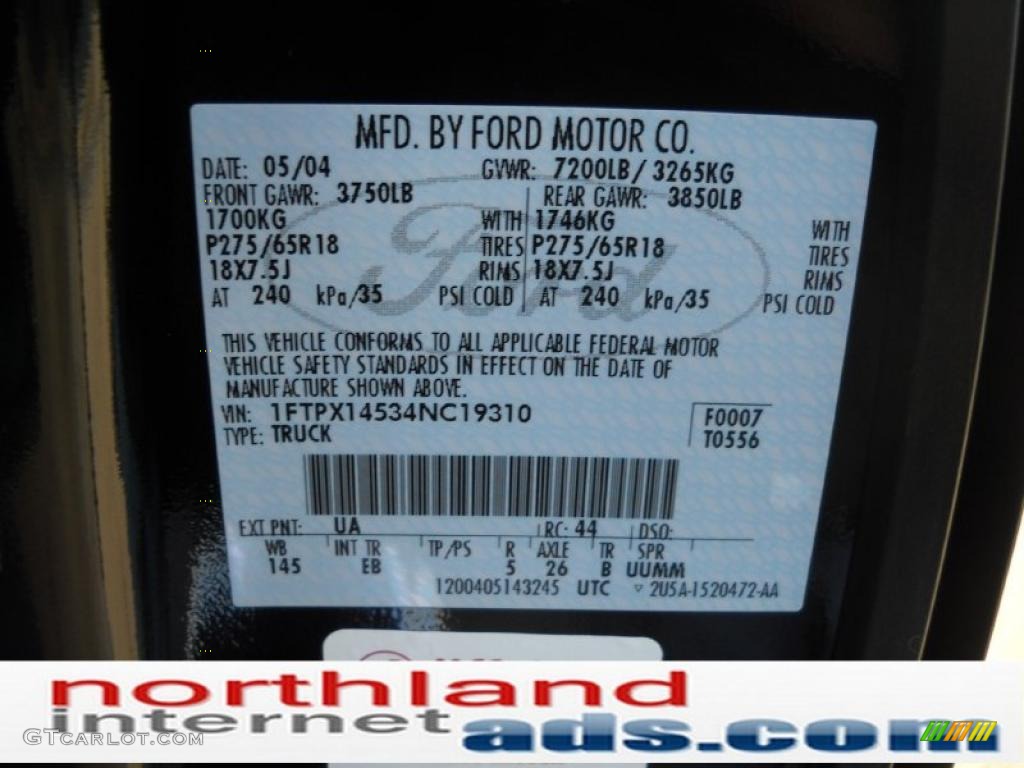 MFD. BY FORD MOTOR CO.
DATE: 05/04 GVWR: 7200LB / 3265KG
FRONT GAWR: 3750LB REAR GAWR: 3850LB
1700KG WITH 1746KG WITH
P275/65R18 TIRES P275/65R18 TIRES
18X7.5J RIMS 18X7.5J RIMS
AT 240 kPa/35 PSI COLD AT 240 kPa/35 PSI COLD
Ford
THIS VEHICLE CONFORMS TO ALL APPLICABLE FEDERAL MOTOR
VEHICLE SAFETY STANDARDS IN EFFECT ON THE DATE OF
MANUFACTURE SHOWN ABOVE.
VIN: 1FTPX14534NC19310 F0007
TYPE: TRUCK T0556
EXT PNT: UA RC: 44 DSO:
WB INT TR TP/PS R AXLE TR SPR
145 EB 5 26 B UUMM
1200405143245 UTC ▽ 2U5A-1520472-AA
northland
internet ads.com
GTCARLOT.COM